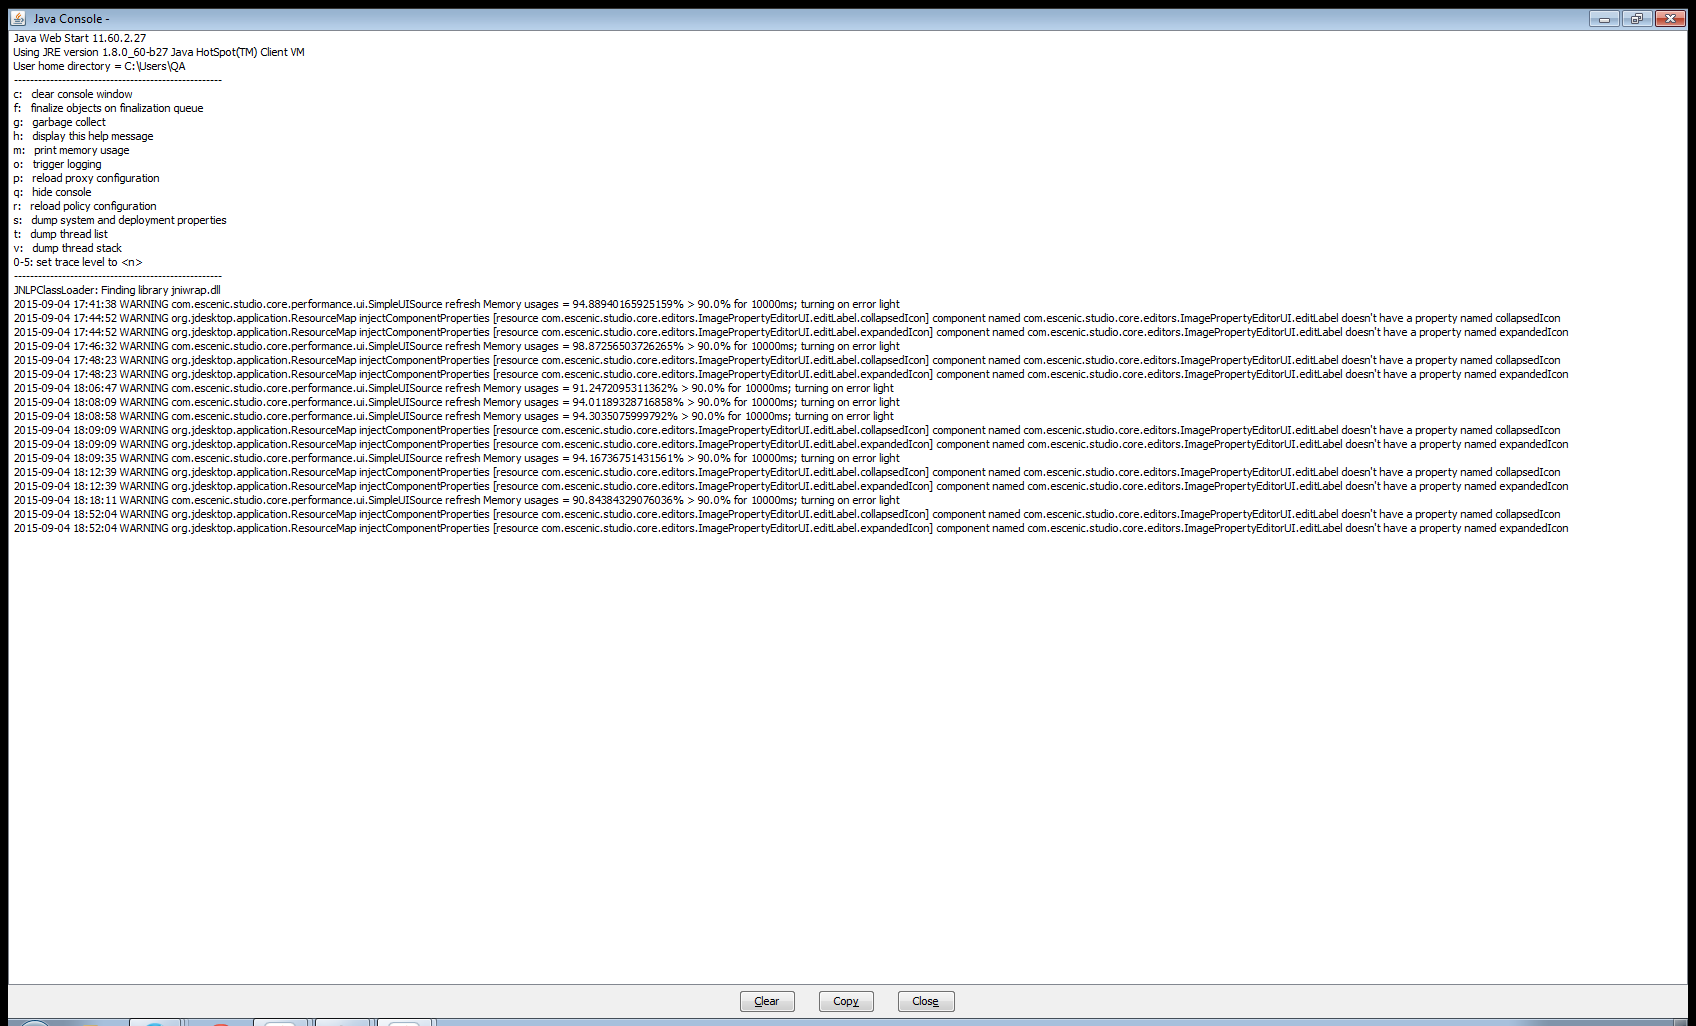 Java Console -
Java Web Start 11.60.2.27
Using JRE version 1.8.0_60-b27 Java HotSpot(TM) Client VM
User home directory = C:\Users\QA
----------------------------------------------------
c:   clear console window
f:   finalize objects on finalization queue
g:   garbage collect
h:   display this help message
m:   print memory usage
o:   trigger logging
p:   reload proxy configuration
q:   hide console
r:   reload policy configuration
s:   dump system and deployment properties
t:   dump thread list
v:   dump thread stack
0-5: set trace level to <n>
----------------------------------------------------
JNLPClassLoader: Finding library jniwrap.dll
2015-09-04 17:41:38 WARNING com.escenic.studio.core.performance.ui.SimpleUISource refresh Memory usages = 94.88940165925159% > 90.0% for 10000ms; turning on error light
2015-09-04 17:44:52 WARNING org.jdesktop.application.ResourceMap injectComponentProperties [resource com.escenic.studio.core.editors.ImagePropertyEditorUI.editLabel.collapsedIcon] component named com.escenic.studio.core.editors.ImagePropertyEditorUI.editLabel doesn't have a property named collapsedIcon
2015-09-04 17:44:52 WARNING org.jdesktop.application.ResourceMap injectComponentProperties [resource com.escenic.studio.core.editors.ImagePropertyEditorUI.editLabel.expandedIcon] component named com.escenic.studio.core.editors.ImagePropertyEditorUI.editLabel doesn't have a property named expandedIcon
2015-09-04 17:46:32 WARNING com.escenic.studio.core.performance.ui.SimpleUISource refresh Memory usages = 98.87256503726265% > 90.0% for 10000ms; turning on error light
2015-09-04 17:48:23 WARNING org.jdesktop.application.ResourceMap injectComponentProperties [resource com.escenic.studio.core.editors.ImagePropertyEditorUI.editLabel.collapsedIcon] component named com.escenic.studio.core.editors.ImagePropertyEditorUI.editLabel doesn't have a property named collapsedIcon
2015-09-04 17:48:23 WARNING org.jdesktop.application.ResourceMap injectComponentProperties [resource com.escenic.studio.core.editors.ImagePropertyEditorUI.editLabel.expandedIcon] component named com.escenic.studio.core.editors.ImagePropertyEditorUI.editLabel doesn't have a property named expandedIcon
2015-09-04 18:06:47 WARNING com.escenic.studio.core.performance.ui.SimpleUISource refresh Memory usages = 91.2472095311362% > 90.0% for 10000ms; turning on error light
2015-09-04 18:08:09 WARNING com.escenic.studio.core.performance.ui.SimpleUISource refresh Memory usages = 94.01189328716858% > 90.0% for 10000ms; turning on error light
2015-09-04 18:08:58 WARNING com.escenic.studio.core.performance.ui.SimpleUISource refresh Memory usages = 94.3035075999792% > 90.0% for 10000ms; turning on error light
2015-09-04 18:09:09 WARNING org.jdesktop.application.ResourceMap injectComponentProperties [resource com.escenic.studio.core.editors.ImagePropertyEditorUI.editLabel.collapsedIcon] component named com.escenic.studio.core.editors.ImagePropertyEditorUI.editLabel doesn't have a property named collapsedIcon
2015-09-04 18:09:09 WARNING org.jdesktop.application.ResourceMap injectComponentProperties [resource com.escenic.studio.core.editors.ImagePropertyEditorUI.editLabel.expandedIcon] component named com.escenic.studio.core.editors.ImagePropertyEditorUI.editLabel doesn't have a property named expandedIcon
2015-09-04 18:09:35 WARNING com.escenic.studio.core.performance.ui.SimpleUISource refresh Memory usages = 94.16736751431561% > 90.0% for 10000ms; turning on error light
2015-09-04 18:12:39 WARNING org.jdesktop.application.ResourceMap injectComponentProperties [resource com.escenic.studio.core.editors.ImagePropertyEditorUI.editLabel.collapsedIcon] component named com.escenic.studio.core.editors.ImagePropertyEditorUI.editLabel doesn't have a property named collapsedIcon
2015-09-04 18:12:39 WARNING org.jdesktop.application.ResourceMap injectComponentProperties [resource com.escenic.studio.core.editors.ImagePropertyEditorUI.editLabel.expandedIcon] component named com.escenic.studio.core.editors.ImagePropertyEditorUI.editLabel doesn't have a property named expandedIcon
2015-09-04 18:18:11 WARNING com.escenic.studio.core.performance.ui.SimpleUISource refresh Memory usages = 90.84384329076036% > 90.0% for 10000ms; turning on error light
2015-09-04 18:52:04 WARNING org.jdesktop.application.ResourceMap injectComponentProperties [resource com.escenic.studio.core.editors.ImagePropertyEditorUI.editLabel.collapsedIcon] component named com.escenic.studio.core.editors.ImagePropertyEditorUI.editLabel doesn't have a property named collapsedIcon
2015-09-04 18:52:04 WARNING org.jdesktop.application.ResourceMap injectComponentProperties [resource com.escenic.studio.core.editors.ImagePropertyEditorUI.editLabel.expandedIcon] component named com.escenic.studio.core.editors.ImagePropertyEditorUI.editLabel doesn't have a property named expandedIcon
Clear Copy Close